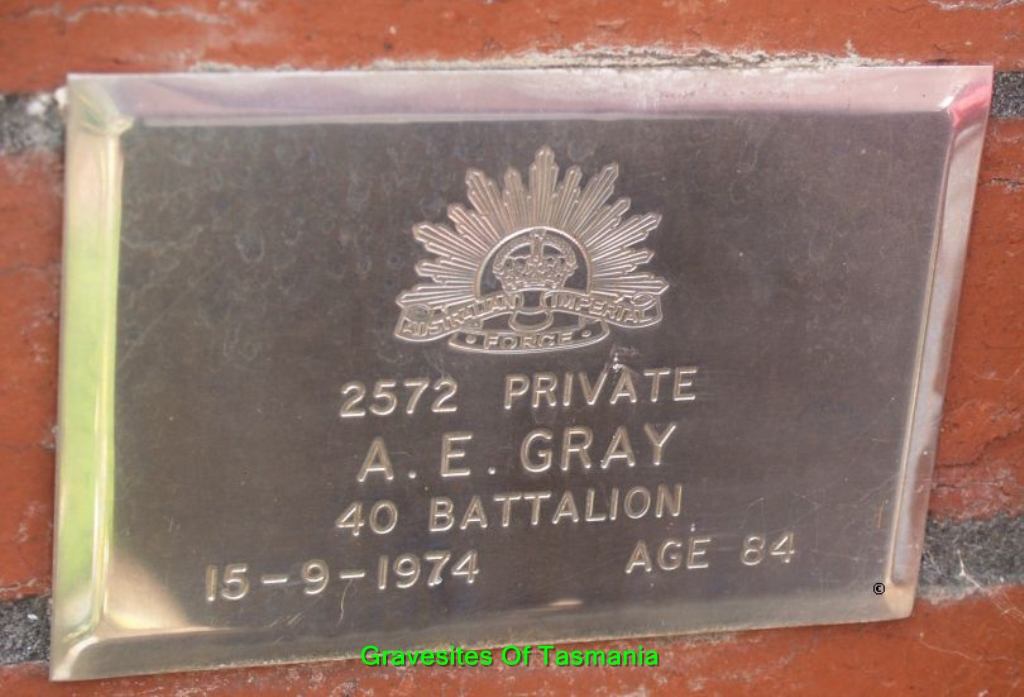 AUSTRALIAN IMPERIAL
FORCE
2572 PRIVATE
A. E. GRAY
40 BATTALION
15-9-1974 AGE 84
©
Gravesites Of Tasmania